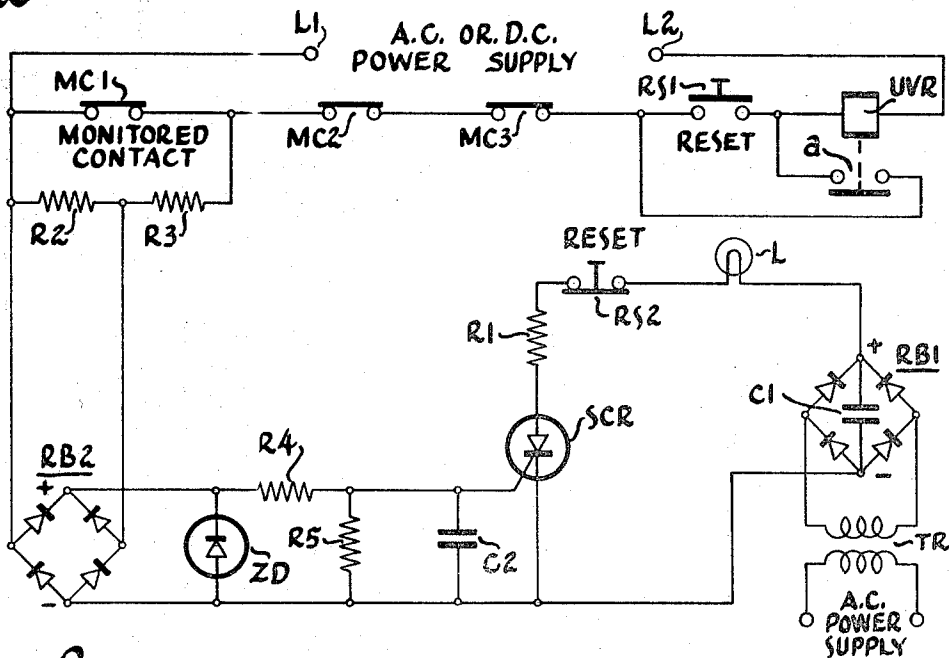 L1
A.C. OR D.C.
POWER SUPPLY
L2
MC1
MONITORED
CONTACT
MC2
MC3
RS1
RESET
UVR
a
R2
R3
RESET
RS2
L
R1
+
RB1
C1
-
SCR
R4
RB2
+
R5
ZD
C2
-
TR
A.C.
POWER
SUPPLY